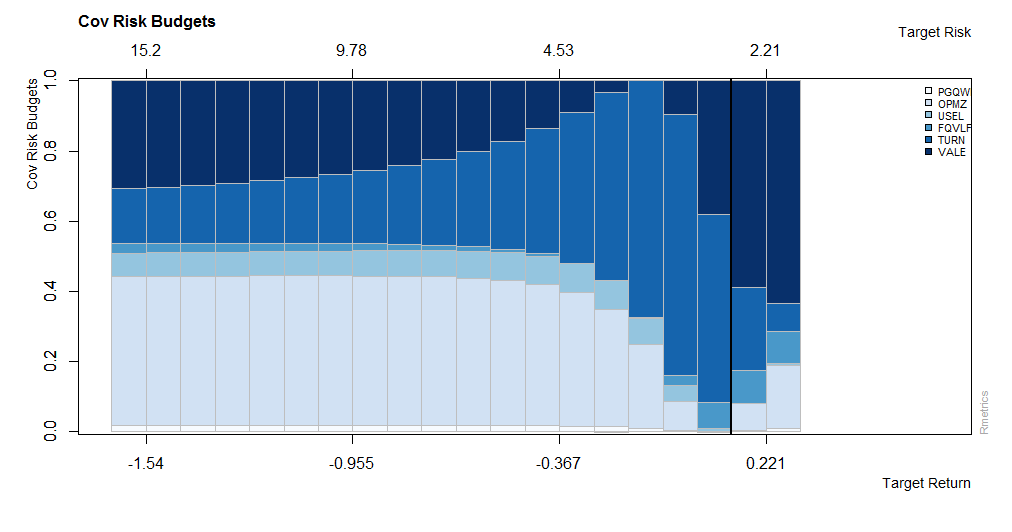 Cov Risk Budgets
Target Risk
15.2 9.78 4.53 2.21
Cov Risk Budgets
1.0
0.8
0.6
0.4
0.2
0.0
PGQW
OPMZ
USEL
FQVLF
TURN
VALE
Rmetrics
-1.54 -0.955 -0.367 0.221
Target Return